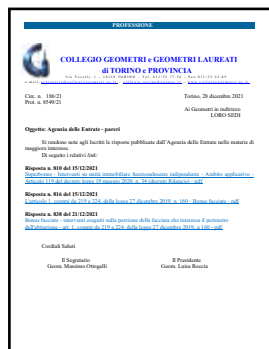 PROFESSIONE
COLLEGIO GEOMETRI e GEOMETRI LAUREATI
di TORINO e PROVINCIA
Circ. n. 186/21
Torino, 28 dicembre 2021
Prot. n. 8549/21
Ai Geometri in indirizzo
LORO SEDI
Oggetto: Agenzia delle Entrate - pareri
Si rendono note agli Iscritti le risposte pubblicate dall'Agenzia delle Entrate nelle materie di
maggiore interesse.
Di seguito i relativi link:
Risposta n. 810 del 15/12/2021
Superbonus - Interventi su unità immobiliare funzionalmente indipendente - Ambito applicativo -
Articolo 119 del decreto legge 19 maggio 2020, n. 34 (decreto Rilancio) - pdf
Risposta n. 816 del 15/12/2021
L'articolo 1, commi da 219 a 224, della legge 27 dicembre 2019, n. 160 - Bonus facciate - pdf
Risposta n. 838 del 21/12/2021
Bonus facciate - interventi eseguiti sulla porzione della facciata che interessa il perimetro
dell'abitazione - art. 1, commi da 219 a 224, della legge 27 dicembre 2019, n 160 - pdf
Cordiali Saluti
Il Segretario
Il Presidente
Geom. Massimo Ottogalli
Geom. Luisa Roccia